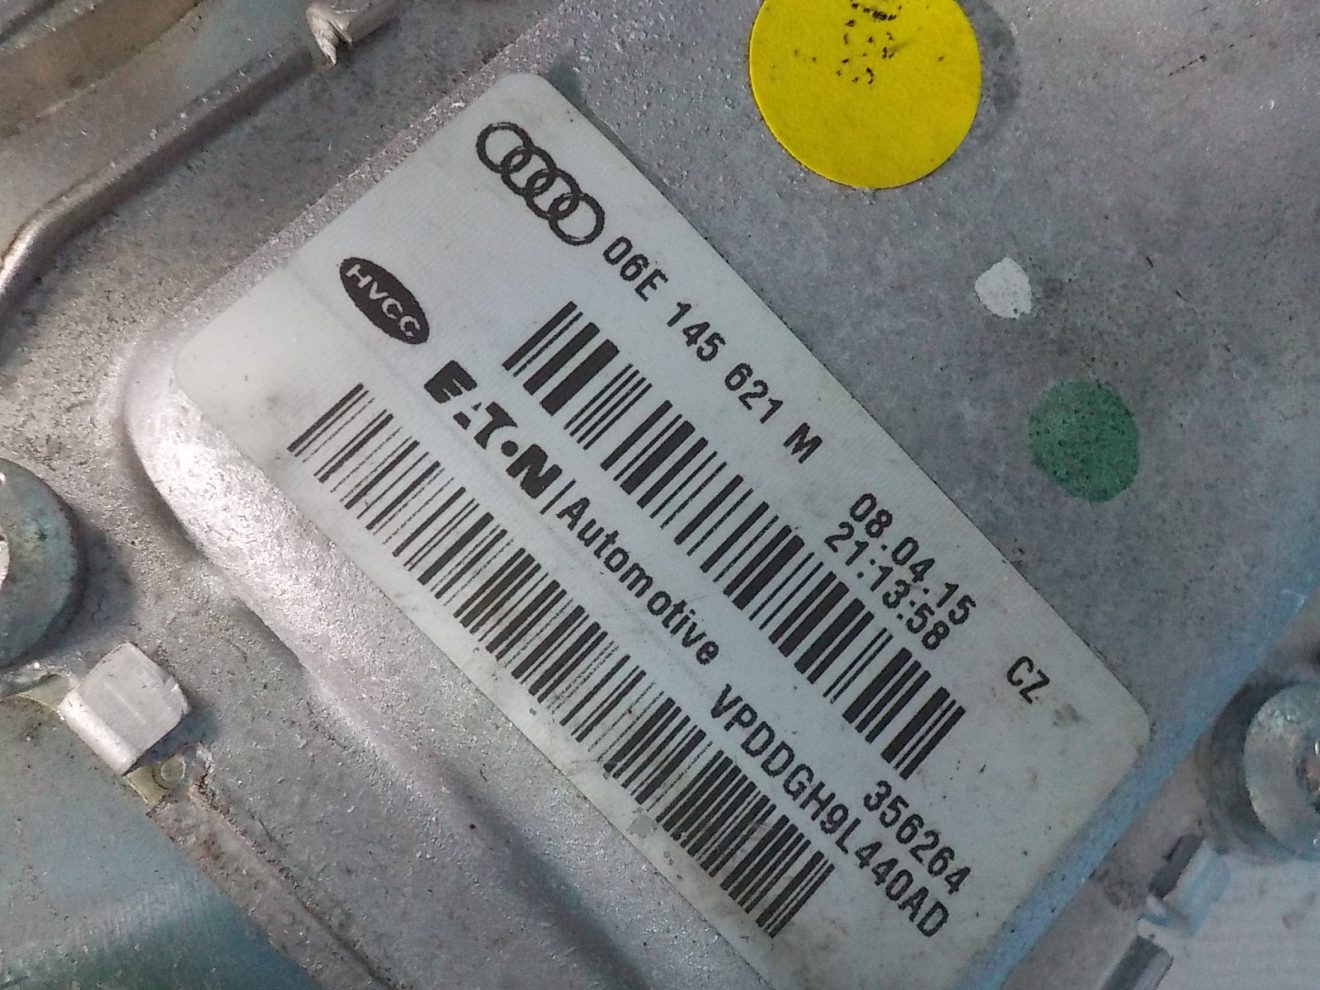 06E 145 621 M
08.04.15
21:13:58
CZ
HVCC
EATON Automotive
356264
VPDDGH9L440AD